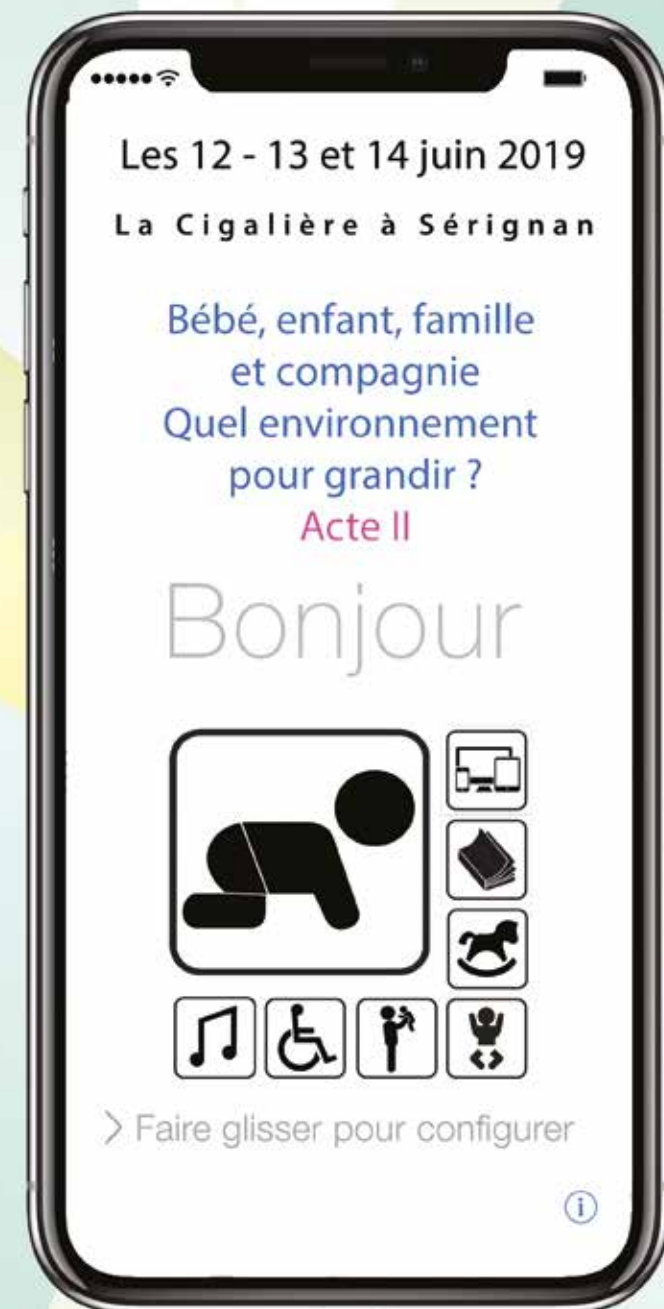 Les 12 - 13 et 14 juin 2019
La Cigalière à Sérignan
Bébé, enfant, famille
et compagnie
Quel environnement
pour grandir ?
Acte II
Bonjour
> Faire glisser pour configurer
i